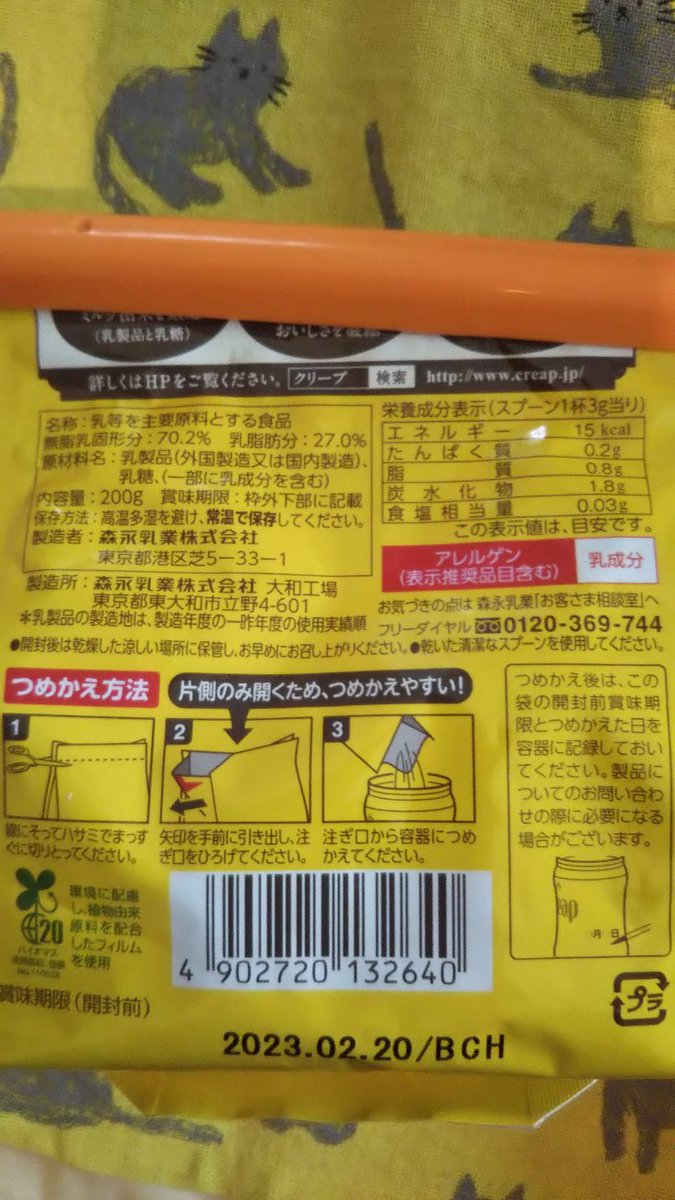 (乳製品と乳糖)
詳しくはHPをご覧ください。 クリープ 検索 http://www.creap.jp/
名称:乳等を主要原料とする食品
無脂乳固形分:70.2% 乳脂肪分:27.0%
原材料名:乳製品(外国製造又は国内製造)、
乳糖、(一部に乳成分を含む)
内容量:200g 賞味期限:枠外下部に記載
保存方法:高温多湿を避け、常温で保存してください。
製造者:森永乳業株式会社
東京都港区芝5-33-1
製造所:森永乳業株式会社 大和工場
東京都東大和市立野4-601
*乳製品の製造地は、製造年度の一昨年度の使用実績順
栄養成分表示(スプーン1杯3g当り)
エネルギー 15kcal
たんぱく質 0.2g
脂質 0.8g
炭水化物 1.8g
食塩相当量 0.03g
この表示値は、目安です。
アレルゲン
(表示推奨品目含む)
乳成分
お気づきの点は 森永乳業「お客さま相談室」へ
フリーダイヤル 0120-369-744
●開封後は乾燥した涼しい場所に保管し、お早めにお召し上がりください。●乾いた清潔なスプーンを使用してください。
つめかえ方法
片側のみ開くため、つめかえやすい!
1
線にそってハサミでまっす
ぐに切りとってください。
2
矢印を手前に引き出し、注
ぎ口をひろげてください。
3
注ぎ口から容器につめ
かえてください。
つめかえ後は、この
袋の開封前賞味期
限とつめかえた日を
容器に記録しておい
てください。製品に
ついてのお問い合わ
せの際に必要になる
場合がございます。
月 日
環境に配慮
し、植物由来
原料を配合
したフィルム
を使用
20
バイオマス
4 902720 132640
プラ
賞味期限(開封前)
2023.02.20/BCH